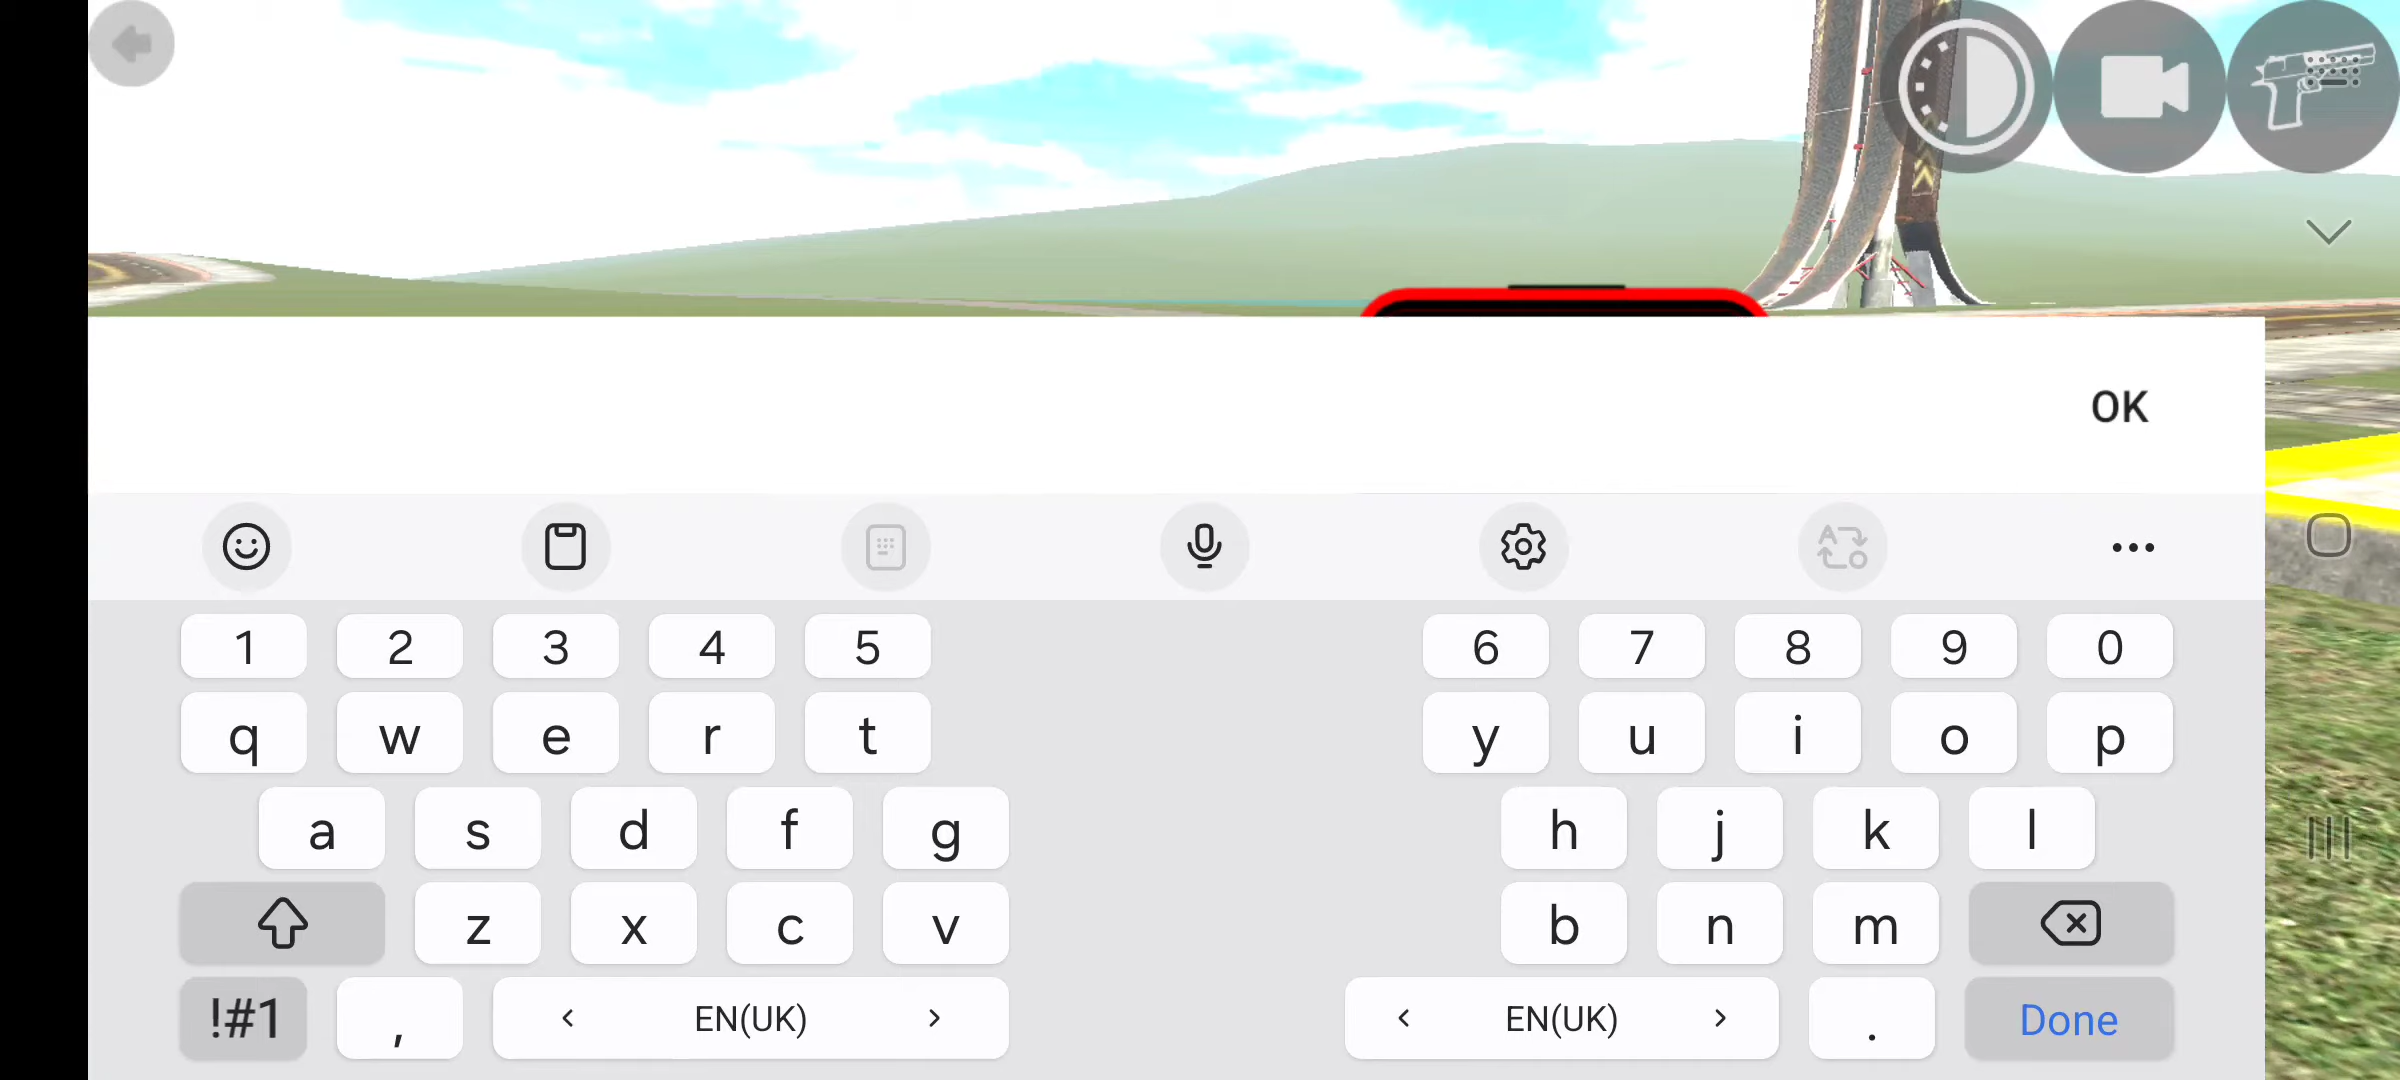 OK
1 2 3 4 5 6 7 8 9 0
q w e r t y u i o p
a s d f g h j k l
z x c v b n m
!#1 , < EN(UK) > < EN(UK) > . Done